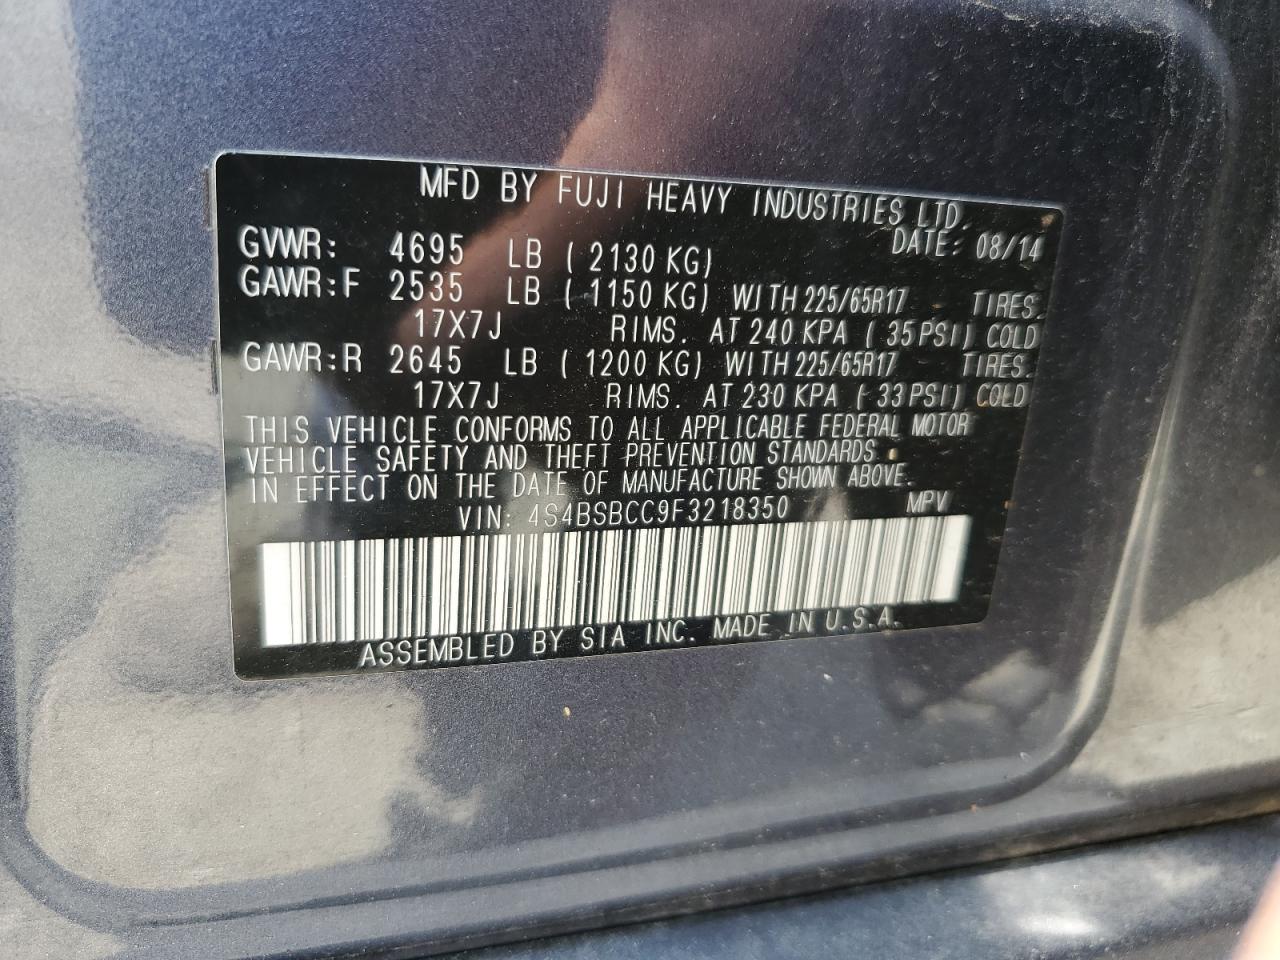 MFD BY FUJI HEAVY INDUSTRIES LTD.
DATE: 08/14
GVWR: 4695 LB (2130 KG)
GAWR:F 2535 LB (1150 KG) WITH 225/65R17 TIRES.
17X7J RIMS. AT 240 KPA (35PSI) COLD
GAWR:R 2645 LB (1200 KG) WITH 225/65R17 TIRES.
17X7J RIMS. AT 230 KPA (33PSI) COLD
THIS VEHICLE CONFORMS TO ALL APPLICABLE FEDERAL MOTOR
VEHICLE SAFETY AND THEFT PREVENTION STANDARDS
IN EFFECT ON THE DATE OF MANUFACTURE SHOWN ABOVE.
VIN: 4S4BSBCC9F3218350 MPV
ASSEMBLED BY SIA INC. MADE IN U.S.A.